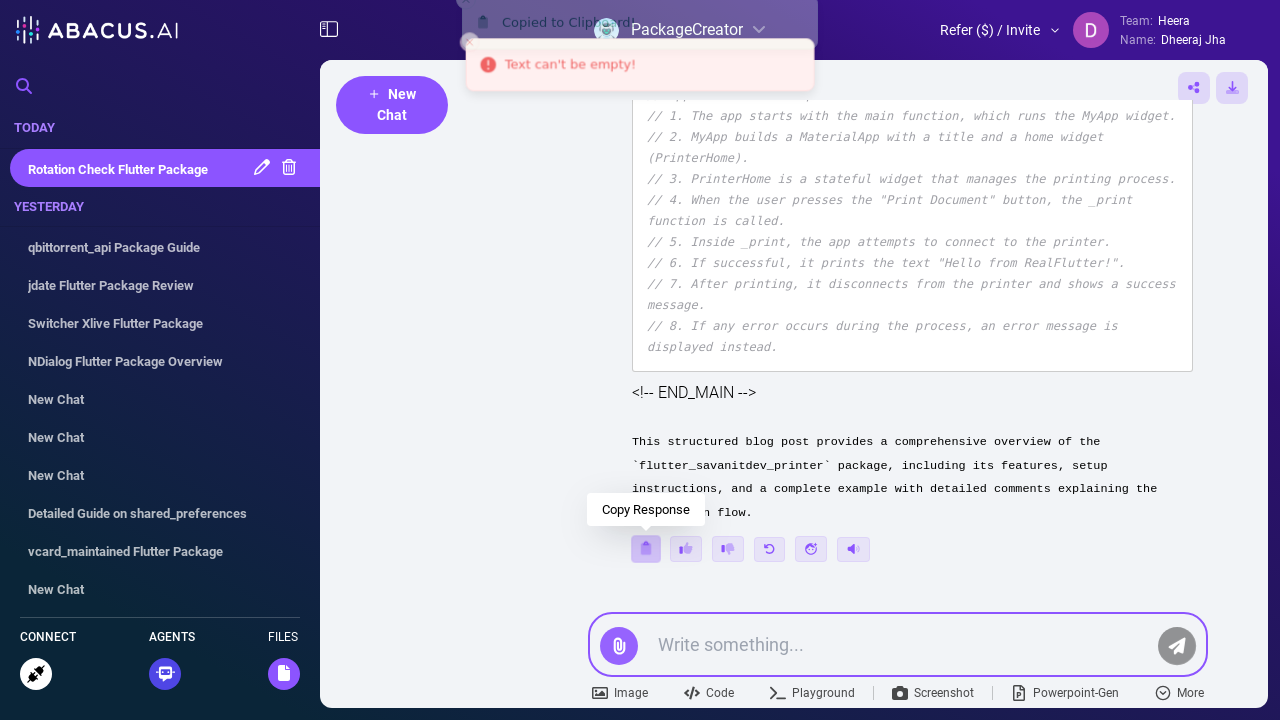 ABACUS.AI
Copied to Clipboard!
PackageCreator
Refer ($) / Invite
D
Team: Heera
Name: Dheeraj Jha
Text can't be empty!
+ New Chat
TODAY
Rotation Check Flutter Package
YESTERDAY
qbittorrent_api Package Guide
jdate Flutter Package Review
Switcher Xlive Flutter Package
NDialog Flutter Package Overview
New Chat
New Chat
New Chat
Detailed Guide on shared_preferences
vcard_maintained Flutter Package
New Chat
CONNECT
AGENTS
FILES
// 1. The app starts with the main function, which runs the MyApp widget.
// 2. MyApp builds a MaterialApp with a title and a home widget
(PrinterHome).
// 3. PrinterHome is a stateful widget that manages the printing process.
// 4. When the user presses the "Print Document" button, the _print
function is called.
// 5. Inside _print, the app attempts to connect to the printer.
// 6. If successful, it prints the text "Hello from RealFlutter!".
// 7. After printing, it disconnects from the printer and shows a success
message.
// 8. If any error occurs during the process, an error message is
displayed instead.
<!-- END_MAIN -->
This structured blog post provides a comprehensive overview of the
`flutter_savanitdev_printer` package, including its features, setup
instructions, and a complete example with detailed comments explaining the
flow.
Copy Response
Write something...
Image
Code
Playground
Screenshot
Powerpoint-Gen
More